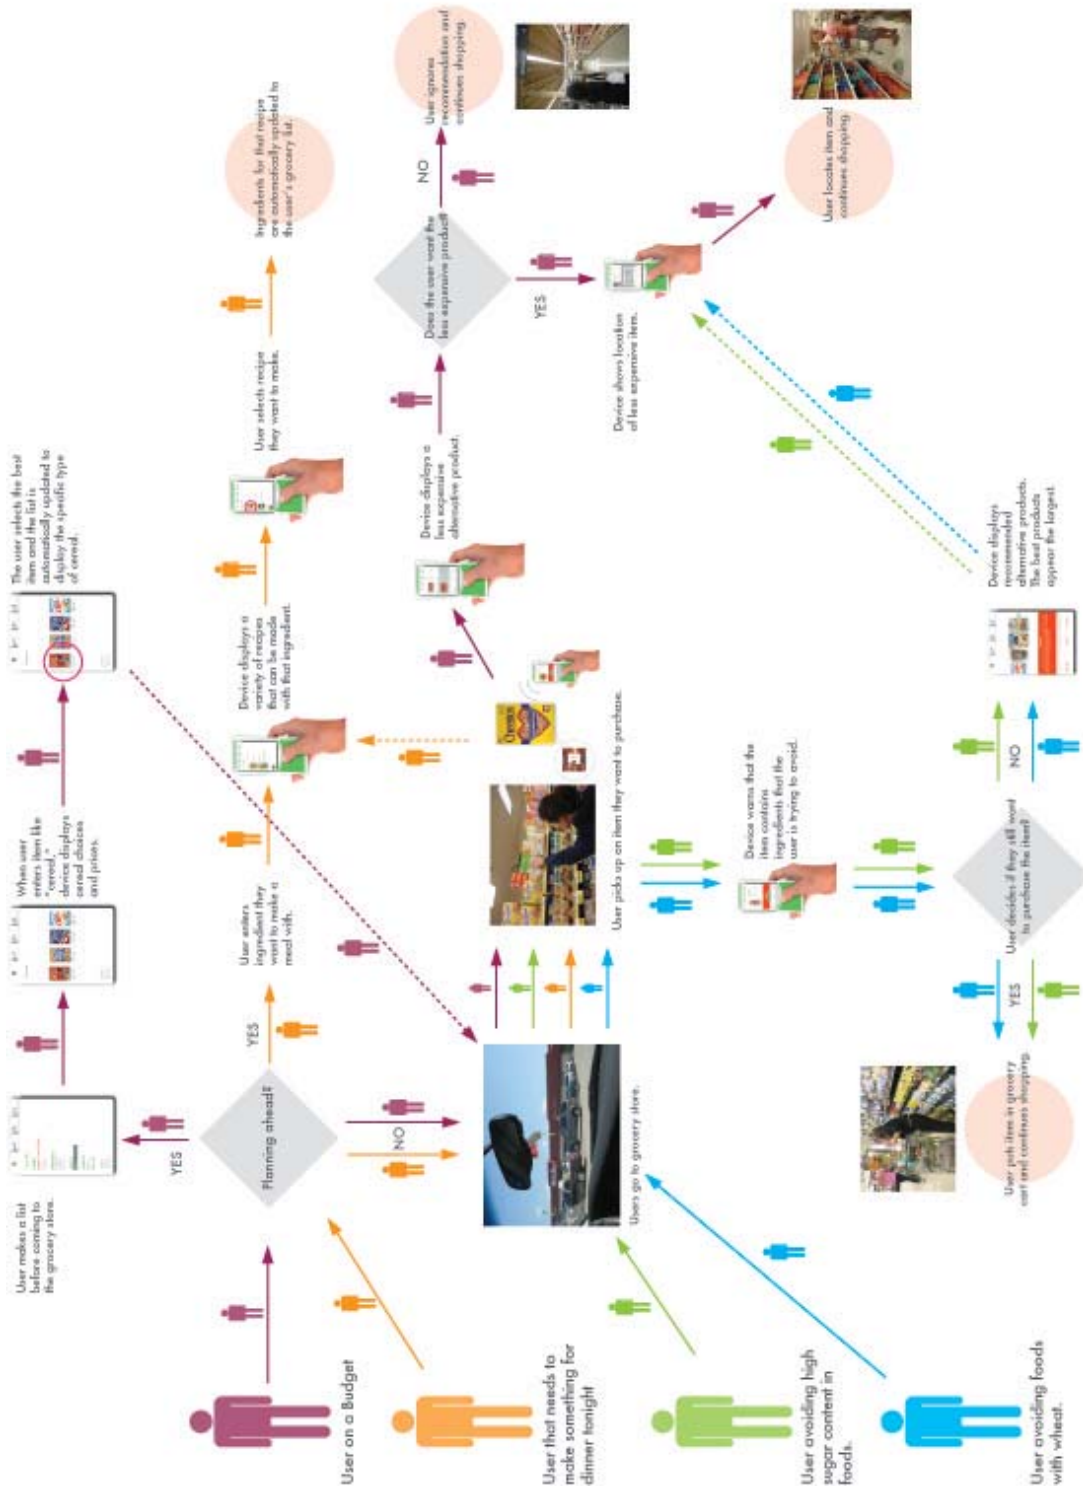 User makes a list
before coming to
the grocery store.
When user
enters item like
"cereal,"
device displays
cereal choices
and prices.
The user selects the best
item and the list is
automatically updated to
display the specific type
of cereal.
YES
Planning ahead?
YES
User enters
ingredient they
want to make a
meal with.
Device displays a
variety of recipes
that can be made
with that ingredient.
User selects recipe
they want to make.
Ingredients for that recipe
are automatically updated to
the user's grocery list.
NO
User on a Budget
User that needs to
make something for
dinner tonight
User avoiding high
sugar content in
foods.
User avoiding foods
with wheat.
Users go to grocery store.
User picks up an item they want to purchase.
Cheerios
Device displays a
less expensive
alternative product.
Does the user want the
less expensive product?
NO
User ignores
recommendation and
continues shopping.
YES
Device shows location
of less expensive item.
User locates item and
continues shopping.
Device warns that the
item contains
ingredients that the
user is trying to avoid.
User decides if they still want
to purchase the item?
YES
User puts item in grocery
cart and continues shopping.
NO
Device displays
recommended
alternative products.
The best products
appear the largest.